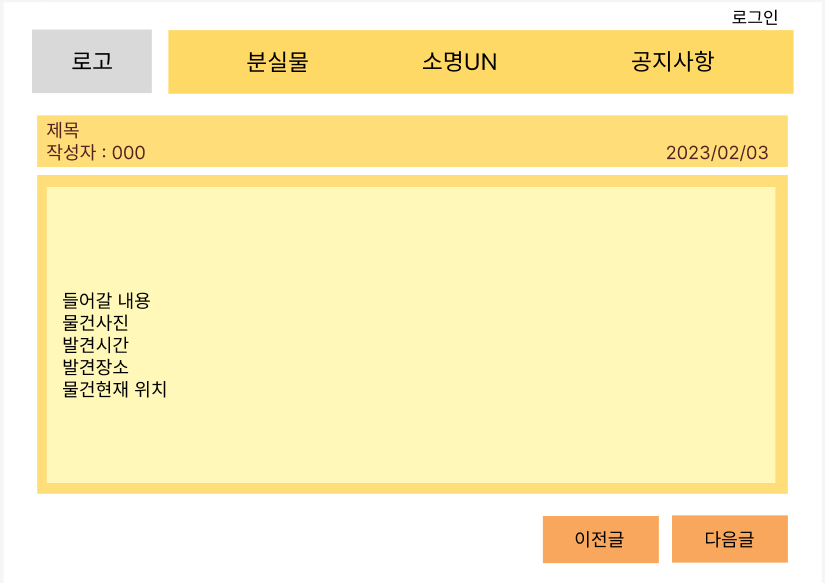 로그인
로고
분실물 소명UN 공지사항
제목
작성자 : 000 2023/02/03
들어갈 내용
물건사진
발견시간
발견장소
물건현재 위치
이전글 다음글